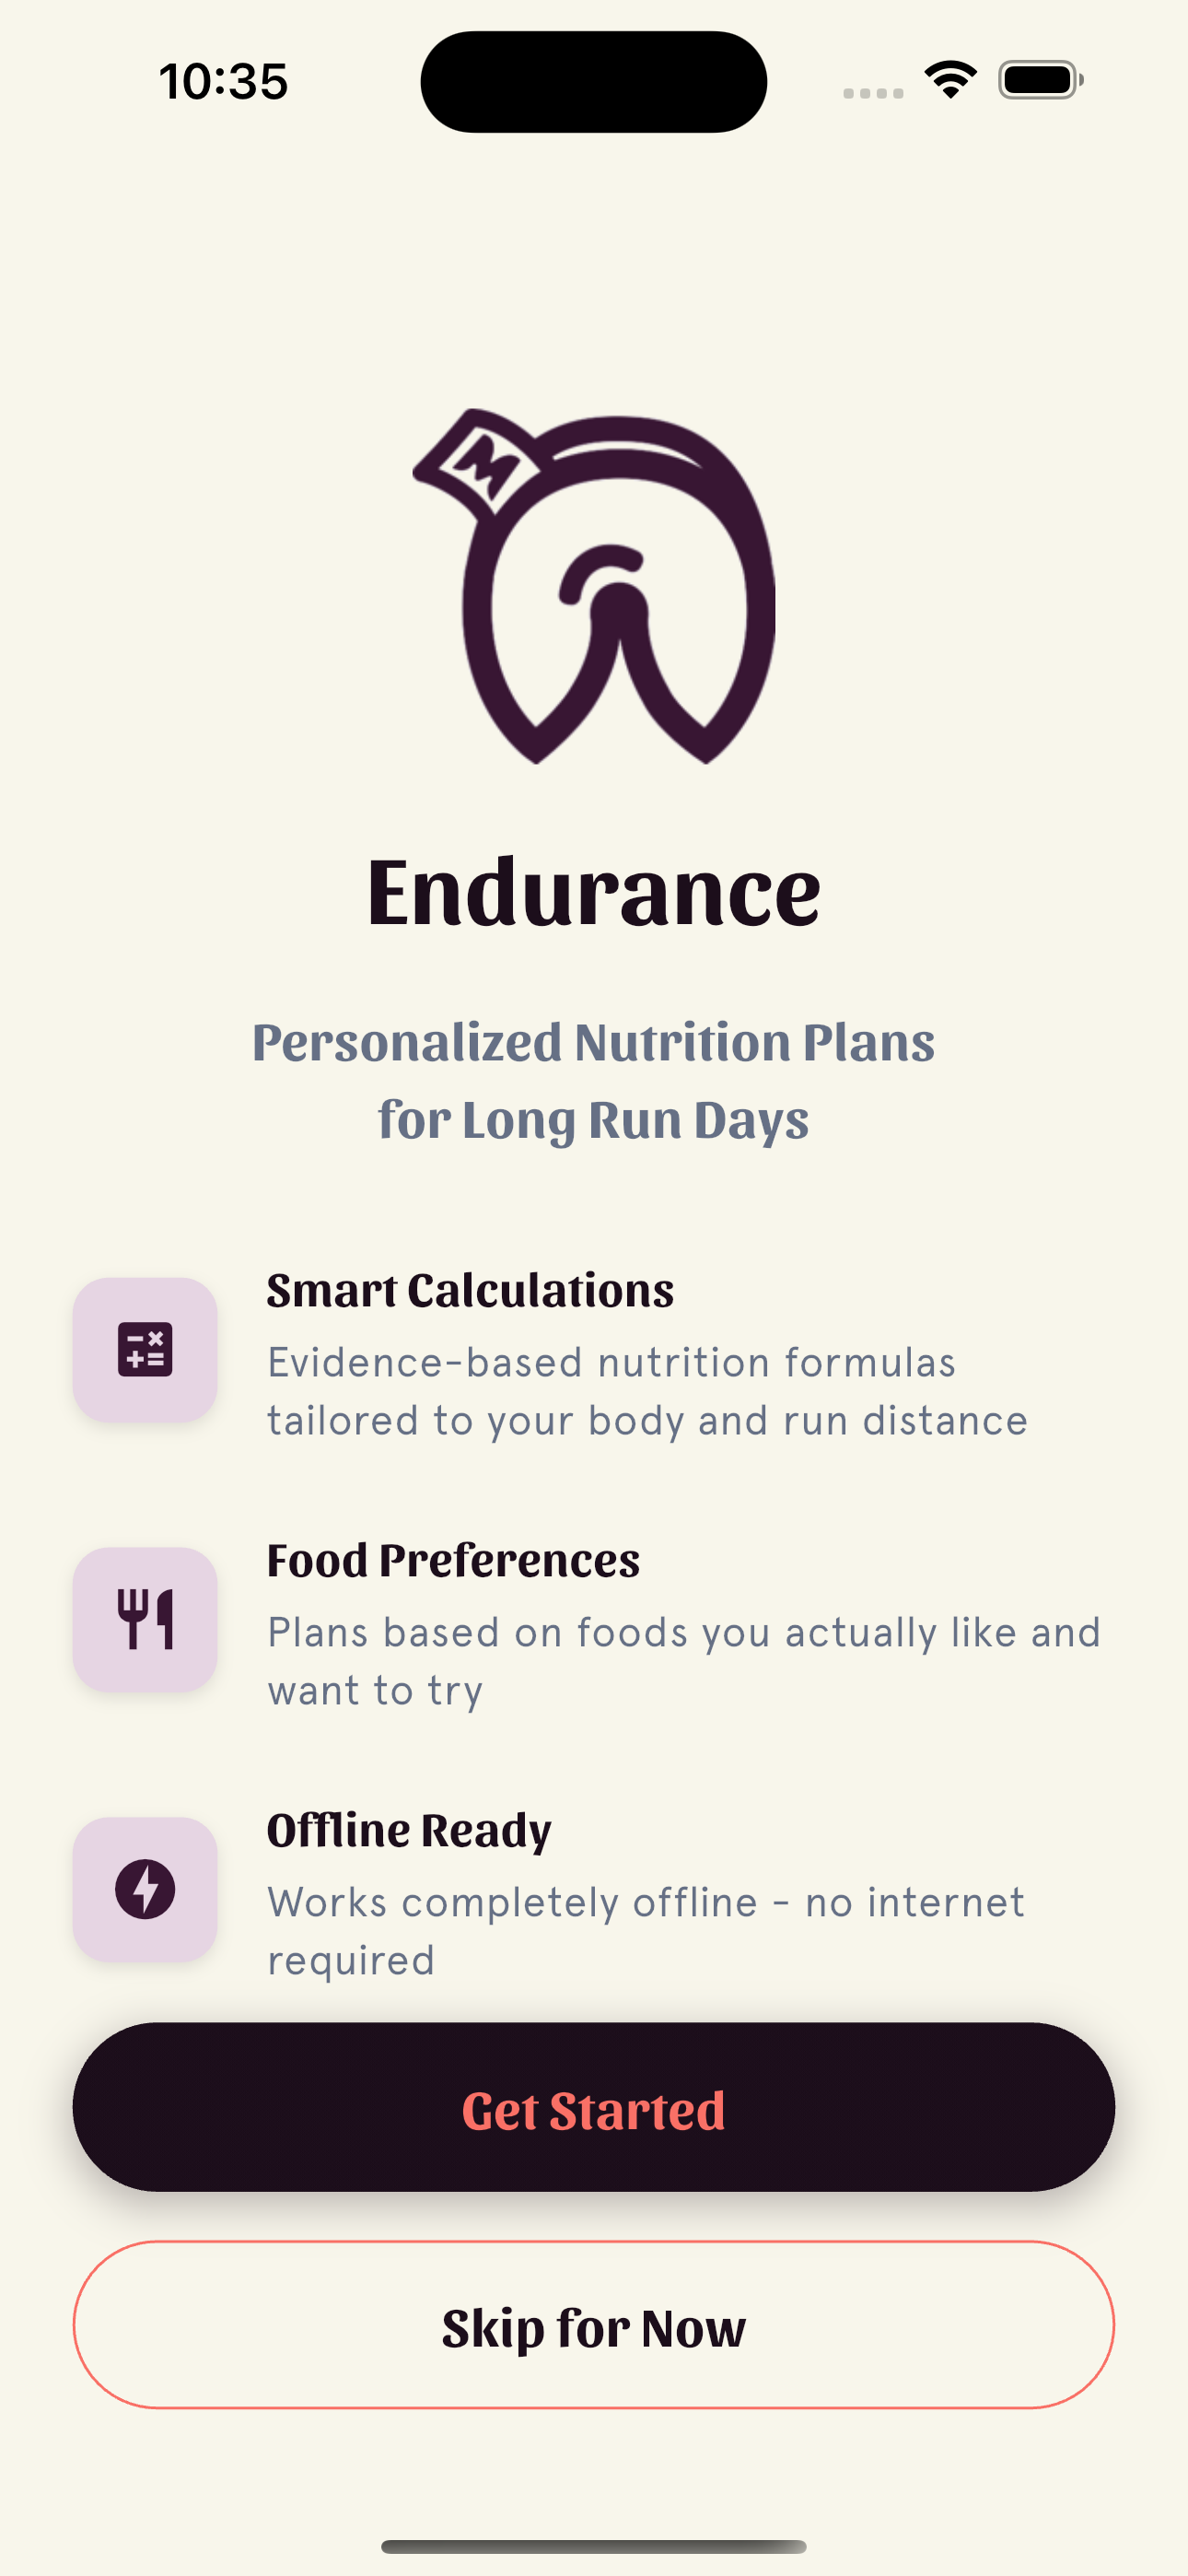 10:35
M
Endurance
Personalized Nutrition Plans
for Long Run Days
Smart Calculations
Evidence-based nutrition formulas
tailored to your body and run distance
Food Preferences
Plans based on foods you actually like and
want to try
Offline Ready
Works completely offline - no internet
required
Get Started
Skip for Now